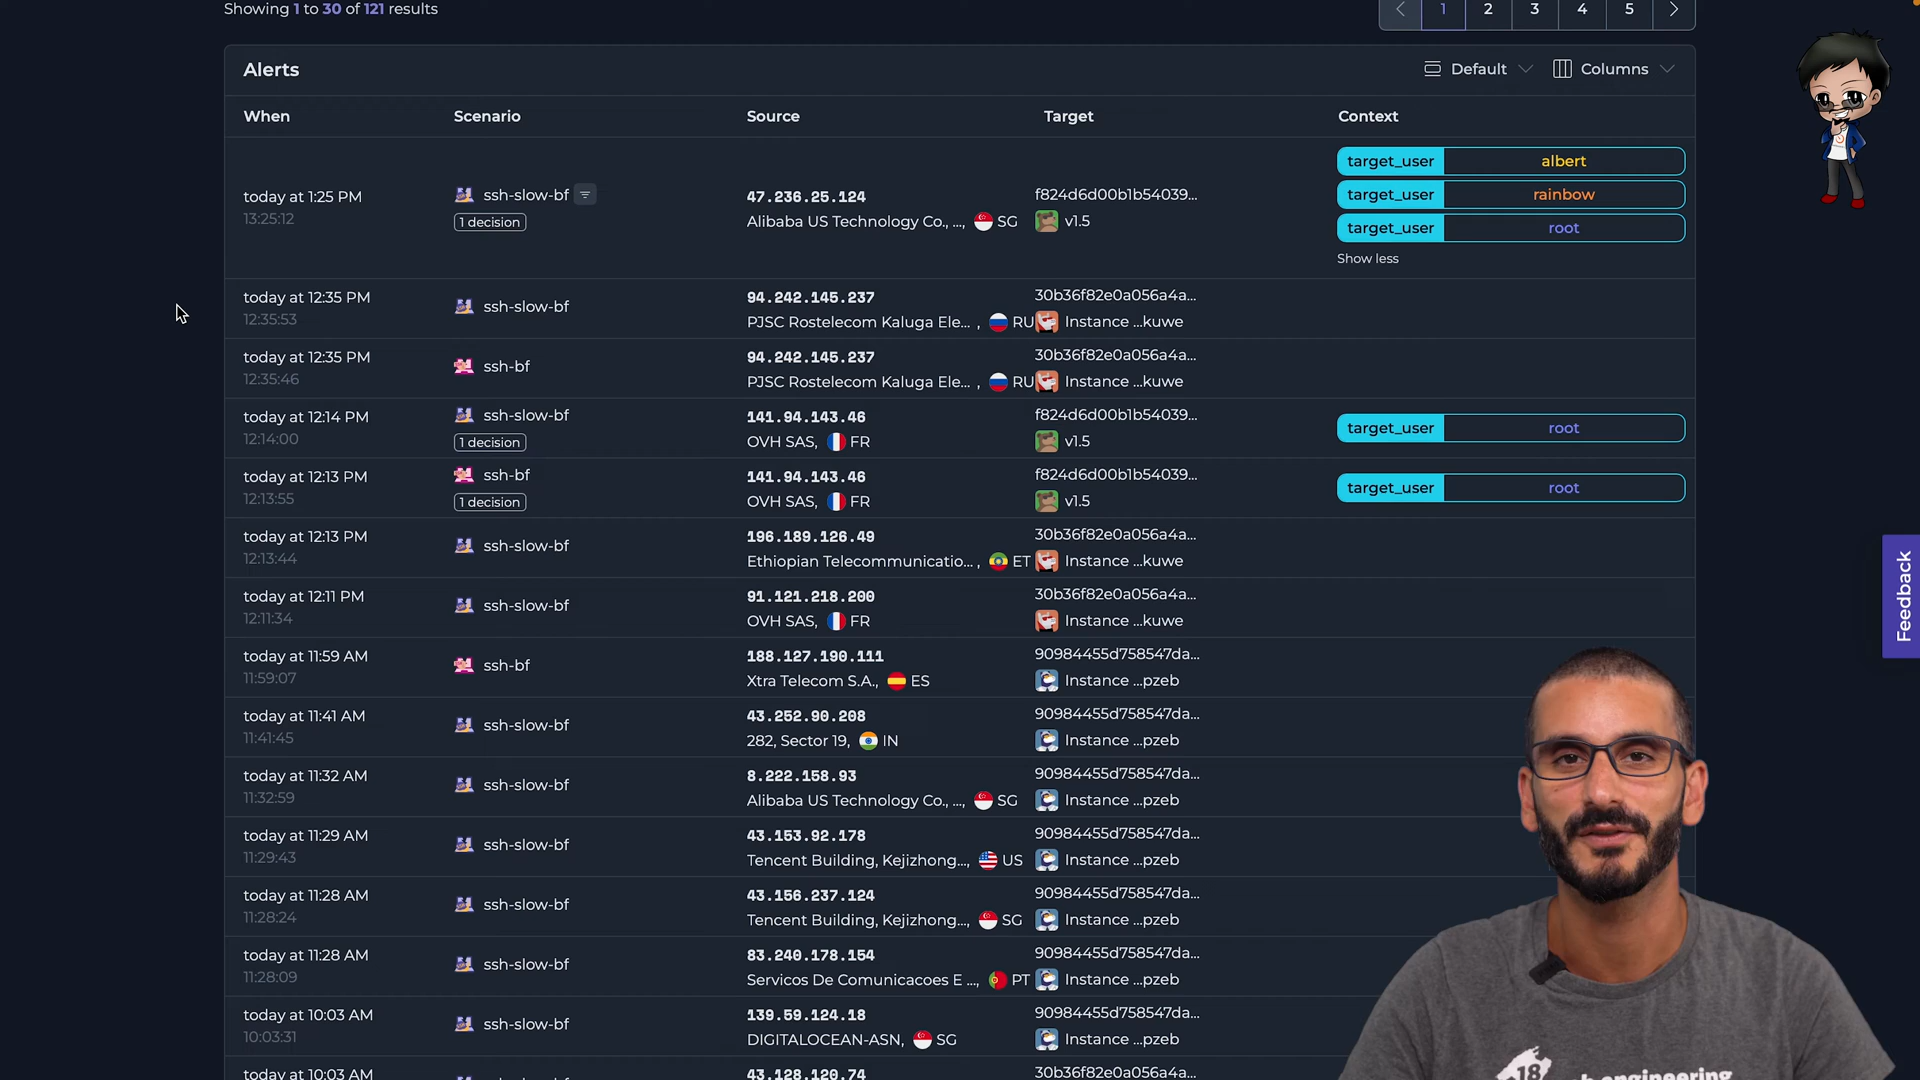 Showing 1 to 30 of 121 results
1 2 3 4 5
Alerts
Default
Columns
When Scenario Source Target Context
today at 1:25 PM
13:25:12
ssh-slow-bf
1 decision
47.236.25.124
Alibaba US Technology Co., ..., SG
f824d6d00b1b54039...
v1.5
target_user albert
target_user rainbow
target_user root
Show less
today at 12:35 PM
12:35:53
ssh-slow-bf
94.242.145.237
PJSC Rostelecom Kaluga Ele... , RU
30b36f82e0a056a4a...
Instance ...kuwe
today at 12:35 PM
12:35:46
ssh-bf
94.242.145.237
PJSC Rostelecom Kaluga Ele... , RU
30b36f82e0a056a4a...
Instance ...kuwe
today at 12:14 PM
12:14:00
ssh-slow-bf
1 decision
141.94.143.46
OVH SAS, FR
f824d6d00b1b54039...
v1.5
target_user root
today at 12:13 PM
12:13:55
ssh-bf
1 decision
141.94.143.46
OVH SAS, FR
f824d6d00b1b54039...
v1.5
target_user root
today at 12:13 PM
12:13:44
ssh-slow-bf
196.189.126.49
Ethiopian Telecommunicatio... , ET
30b36f82e0a056a4a...
Instance ...kuwe
today at 12:11 PM
12:11:34
ssh-slow-bf
91.121.218.200
OVH SAS, FR
30b36f82e0a056a4a...
Instance ...kuwe
today at 11:59 AM
11:59:07
ssh-bf
188.127.190.111
Xtra Telecom S.A., ES
90984455d758547da...
Instance ...pzeb
today at 11:41 AM
11:41:45
ssh-slow-bf
43.252.90.208
282, Sector 19, IN
90984455d758547da...
Instance ...pzeb
today at 11:32 AM
11:32:59
ssh-slow-bf
8.222.158.93
Alibaba US Technology Co., ..., SG
90984455d758547da...
Instance ...pzeb
today at 11:29 AM
11:29:43
ssh-slow-bf
43.153.92.178
Tencent Building, Kejizhong..., US
90984455d758547da...
Instance ...pzeb
today at 11:28 AM
11:28:24
ssh-slow-bf
43.156.237.124
Tencent Building, Kejizhong..., SG
90984455d758547da...
Instance ...pzeb
today at 11:28 AM
11:28:09
ssh-slow-bf
83.240.178.154
Servicos De Comunicacoes E ..., PT
90984455d758547da...
Instance ...pzeb
today at 10:03 AM
10:03:31
ssh-slow-bf
139.59.124.18
DIGITALOCEAN-ASN, SG
90984455d758547da...
Instance ...pzeb
today at 10:03 AM
43.128.120.74
30b36f82e0a056a4a...
Feedback
18
engineering